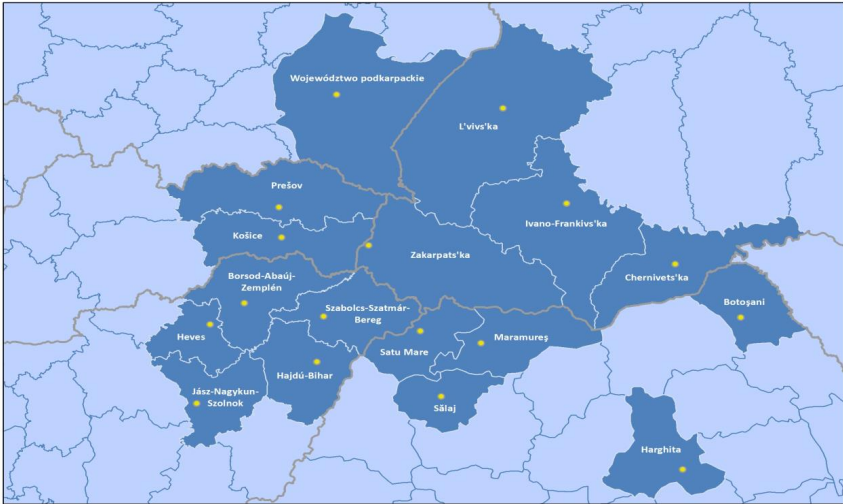 Województwo podkarpackie
L'vivs'ka
Prešov
Ivano-Frankivs'ka
Košice
Zakarpats'ka
Chernivets'ka
Borsod-Abaúj-
Zemplén
Botoşani
Szabolcs-Szatmár-
Bereg
Heves
Maramureş
Satu Mare
Hajdú-Bihar
Jász-Nagykun-
Szolnok
Sălaj
Harghita